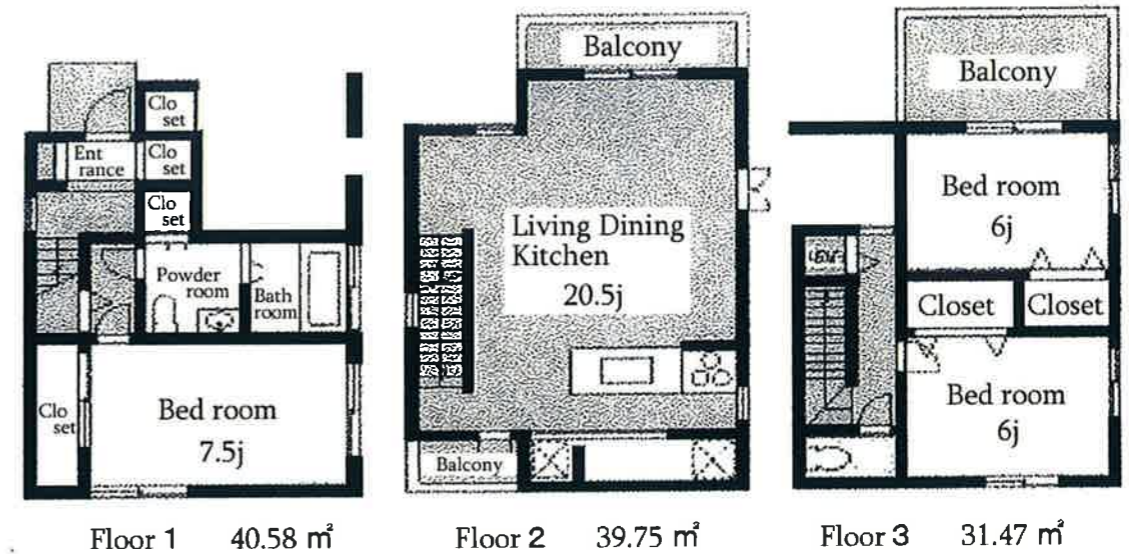 Clo
set
Ent
rance
Clo
set
Clo
set
Powder
room
Bath
room
Clo
set
Bed room
7.5j
Floor 1 40.58 ㎡
Balcony
Living Dining
Kitchen
20.5j
Balcony
Floor 2 39.75 ㎡
Balcony
Bed room
6j
Closet
Closet
Bed room
6j
Floor 3 31.47 ㎡